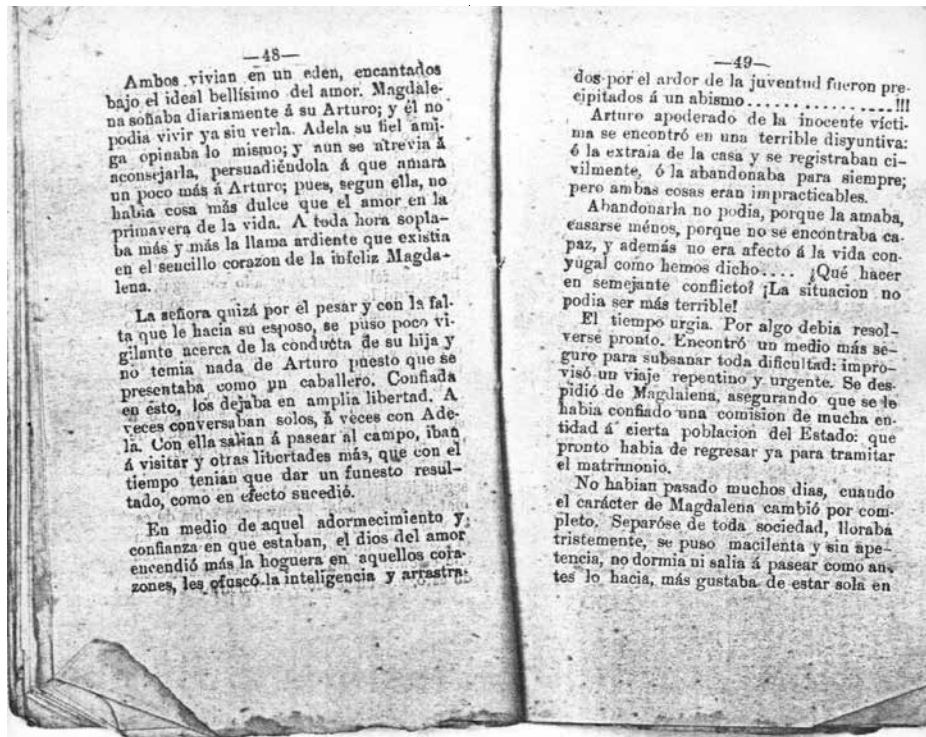 —48—
Ambos vivian en un eden, encantados
bajo el ideal bellísimo del amor. Magdale-
na soñaba diariamente á su Arturo; y él no
podia vivir ya sin verla. Adela su fiel ami-
ga opinaba lo mismo; y aun se atrevia á
aconsejarla, persuadiéndola á que amara
un poco más á Arturo; pues, segun ella, no
habia cosa más dulce que el amor en la
primavera de la vida. A toda hora sopla-
ba más y más la llama ardiente que existia
en el sencillo corazon de la infeliz Magda-
lena.
La señora quizá por el pesar y con la fal-
ta que le hacia su esposo, se puso poco vi-
gilante acerca de la conducta de su hija y
no temia nada de Arturo puesto que se
presentaba como un caballero. Confiada
en esto, los dejaba en amplia libertad. A
veces conversaban solos, á veces con Ade-
la. Con ella salian á pasear al campo, iban
á visitar y otras libertades más, que con el
tiempo tenian que dar un funesto resul-
tado, como en efecto sucedió.
En medio de aquel adormecimiento y
confianza en que estaban, el dios del amor
encendió más la hoguera en aquellos cora-
zones, les ofuscó la inteligencia y arrastra-
—49—
dos por el ardor de la juventud fueron pre-
cipitados á un abismo.................!!!
Arturo apoderado de la inocente vícti-
ma se encontró en una terrible disyuntiva:
ó la extraia de la casa y se registraban ci-
vilmente, ó la abandonaba para siempre;
pero ambas cosas eran impracticables.
Abandonarla no podia, porque la amaba,
casarse ménos, porque no se encontraba ca-
paz, y además no era afecto á la vida con-
yugal como hemos dicho.... ¿Qué hacer
en semejante conflicto? ¡La situacion no
podia ser más terrible!
El tiempo urgia. Por algo debia resol-
verse pronto. Encontró un medio más se-
guro para subsanar toda dificultad: impro-
visó un viaje repentino y urgente. Se des-
pidió de Magdalena, asegurando que se le
habia confiado una comision de mucha en-
tidad á cierta poblacion del Estado: que
pronto habia de regresar ya para tramitar
el matrimonio.
No habian pasado muchos dias, cuando
el carácter de Magdalena cambió por com-
pleto. Separóse de toda sociedad, lloraba
tristemente, se puso macilenta y sin ape-
tencia, no dormia ni salia á pasear como an-
tes lo hacia, más gustaba de estar sola en